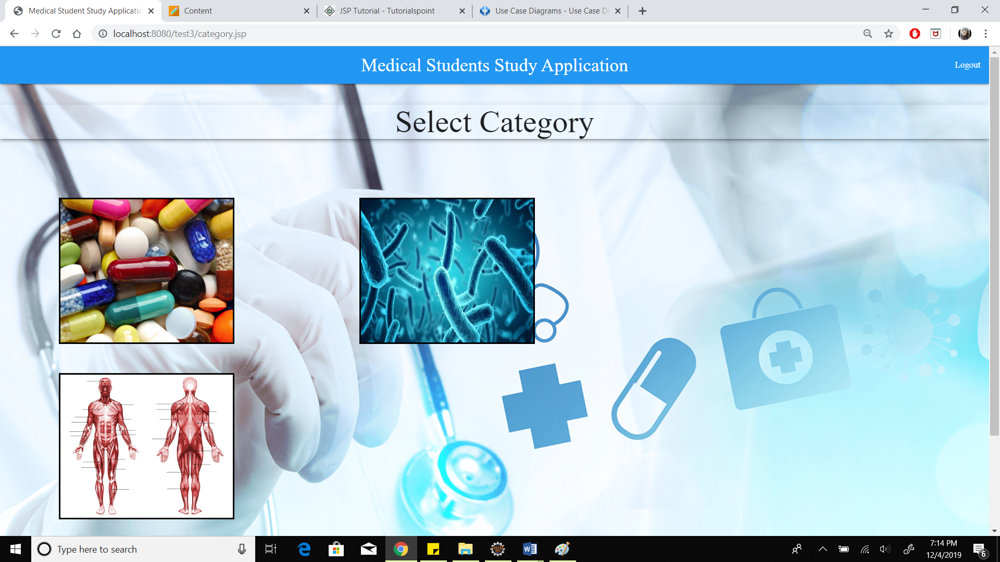 Medical Student Study Applicatio
Content
JSP Tutorial - Tutorialspoint
Use Case Diagrams - Use Case Di
localhost:8080/test3/category.jsp
Medical Students Study Application
Logout
Select Category
Type here to search
7:14 PM
12/4/2019
6